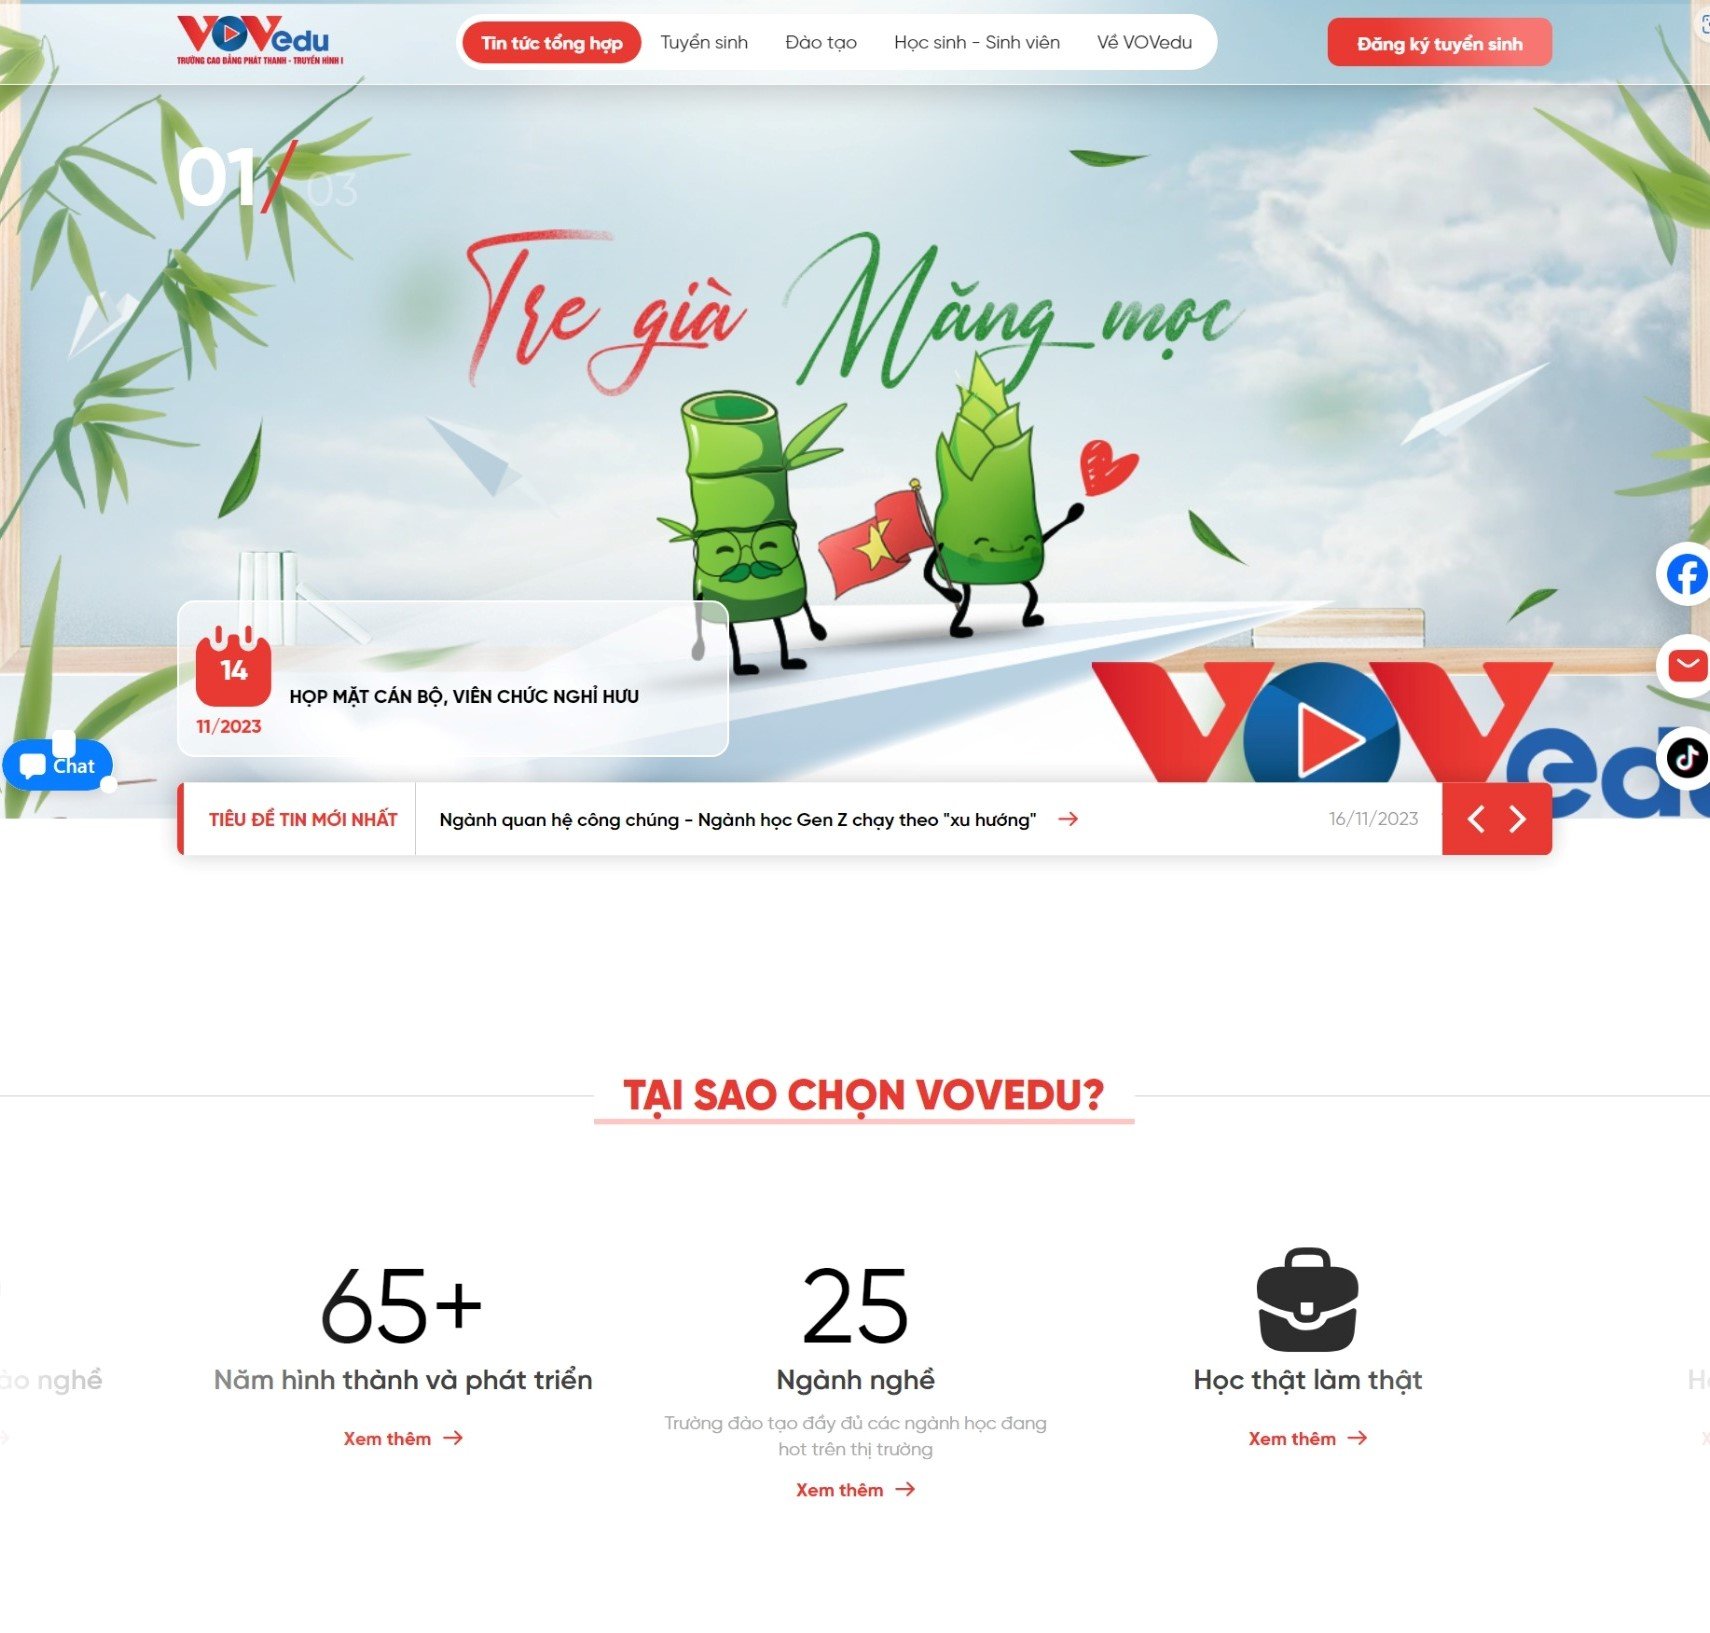 VOVedu
TRƯỜNG CAO ĐẲNG PHÁT THANH - TRUYỀN HÌNH I
Tin tức tổng hợp
Tuyển sinh
Đào tạo
Học sinh - Sinh viên
Về VOVedu
Đăng ký tuyển sinh
01/ 03
Tre già Măng mọc
14
11/2023
HỌP MẶT CÁN BỘ, VIÊN CHỨC NGHỈ HƯU
VOVedu
Chat
TIÊU ĐỀ TIN MỚI NHẤT
Ngành quan hệ công chúng - Ngành học Gen Z chạy theo "xu hướng"
16/11/2023
TẠI SAO CHỌN VOVEDU?
65+
Năm hình thành và phát triển
Xem thêm
25
Ngành nghề
Trường đào tạo đầy đủ các ngành học đang
hot trên thị trường
Xem thêm
Học thật làm thật
Xem thêm
nghề